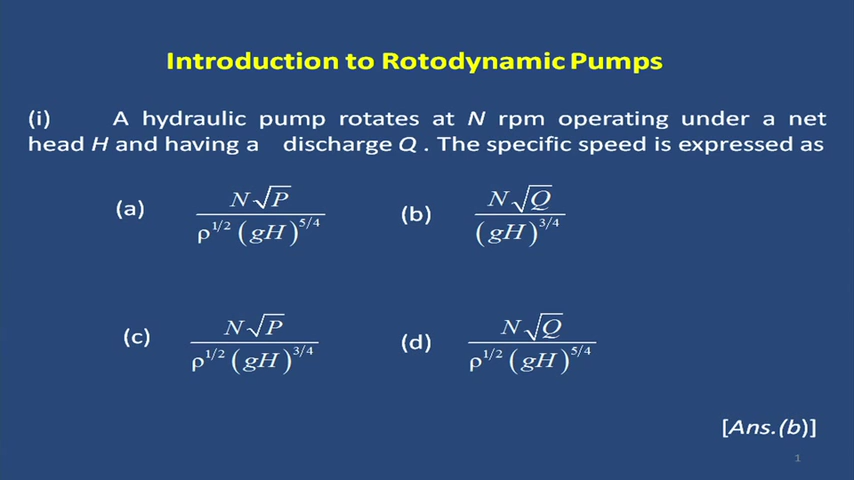 Introduction to Rotodynamic Pumps
(i) A hydraulic pump rotates at N rpm operating under a net
head H and having a discharge Q . The specific speed is expressed as
(a) N√P / ρ^1/2 (gH)^5/4 (b) N√Q / (gH)^3/4
(c) N√P / ρ^1/2 (gH)^3/4 (d) N√Q / ρ^1/2 (gH)^5/4
[Ans.(b)]
1